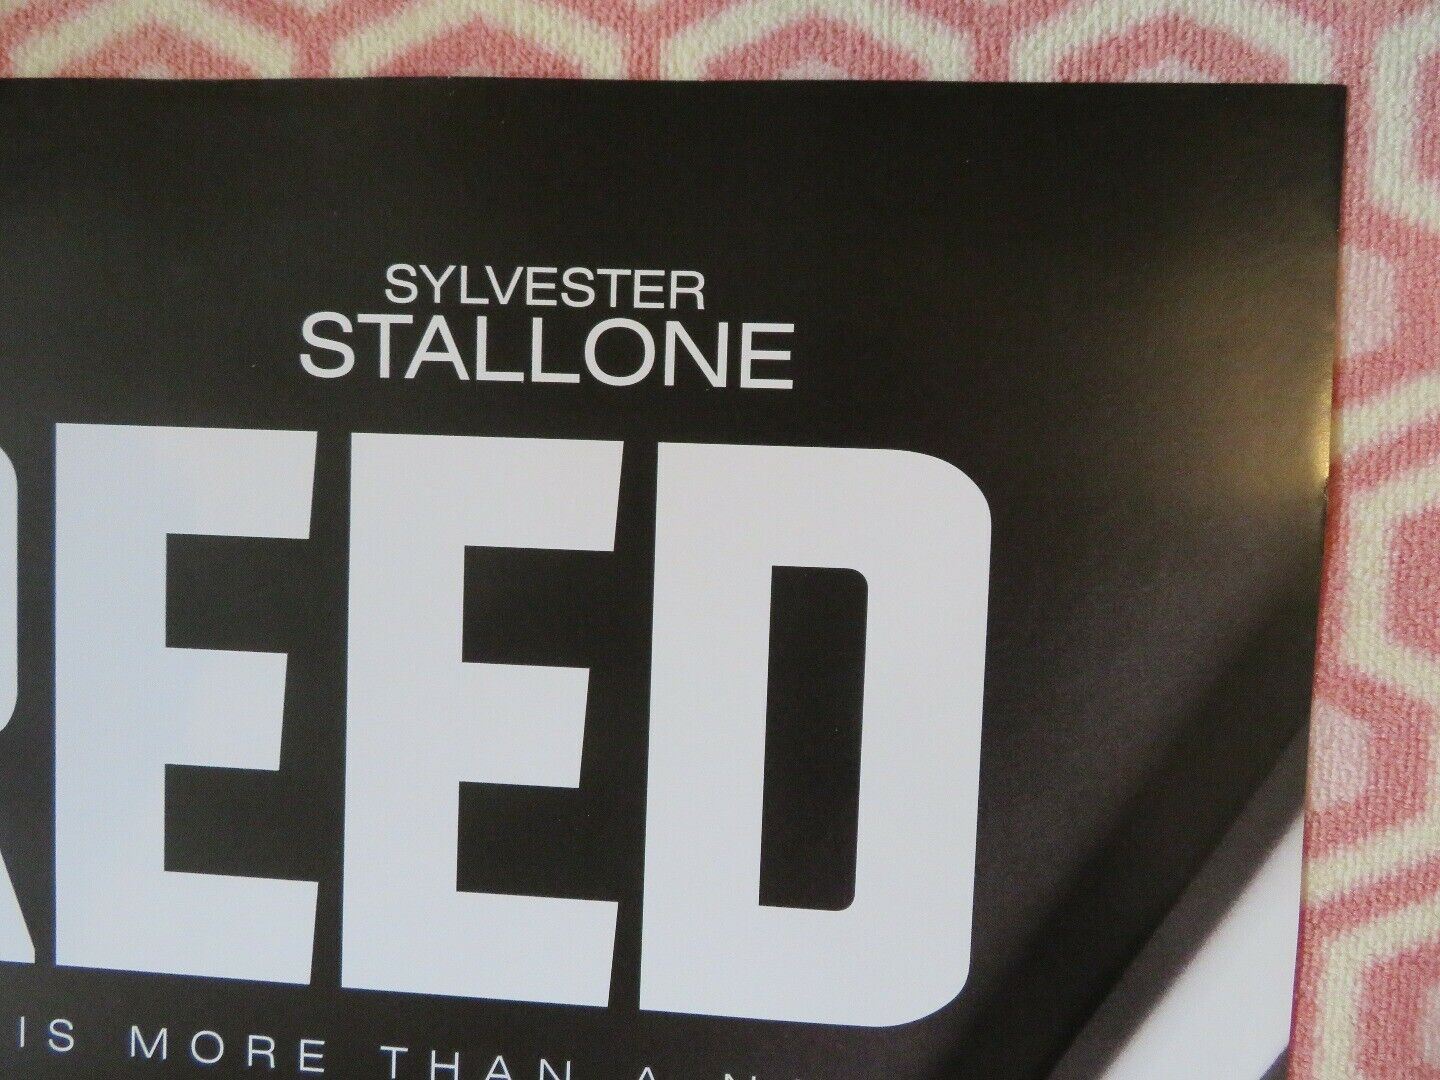 SYLVESTER
STALLONE
REED
IS MORE THAN A